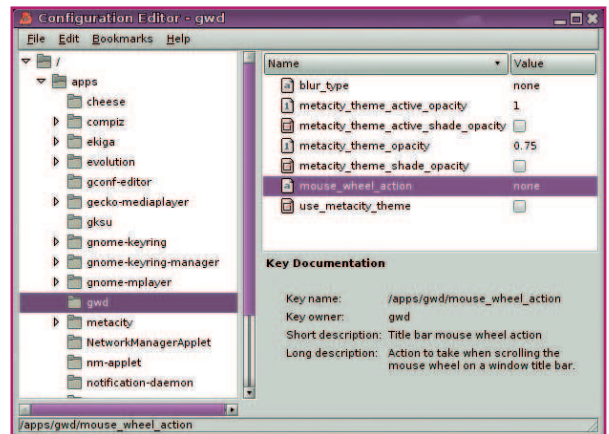 Configuration Editor - gwd
File Edit Bookmarks Help
/
apps
cheese
compiz
ekiga
evolution
gconf-editor
gecko-mediaplayer
gksu
gnome-keyring
gnome-keyring-manager
gnome-mplayer
gwd
metacity
NetworkManagerApplet
nm-applet
notification-daemon
Name Value
blur_type none
metacity_theme_active_opacity 1
metacity_theme_active_shade_opacity
metacity_theme_opacity 0.75
metacity_theme_shade_opacity
mouse_wheel_action none
use_metacity_theme
Key Documentation
Key name: /apps/gwd/mouse_wheel_action
Key owner: gwd
Short description: Title bar mouse wheel action
Long description: Action to take when scrolling the
mouse wheel on a window title bar.
/apps/gwd/mouse_wheel_action